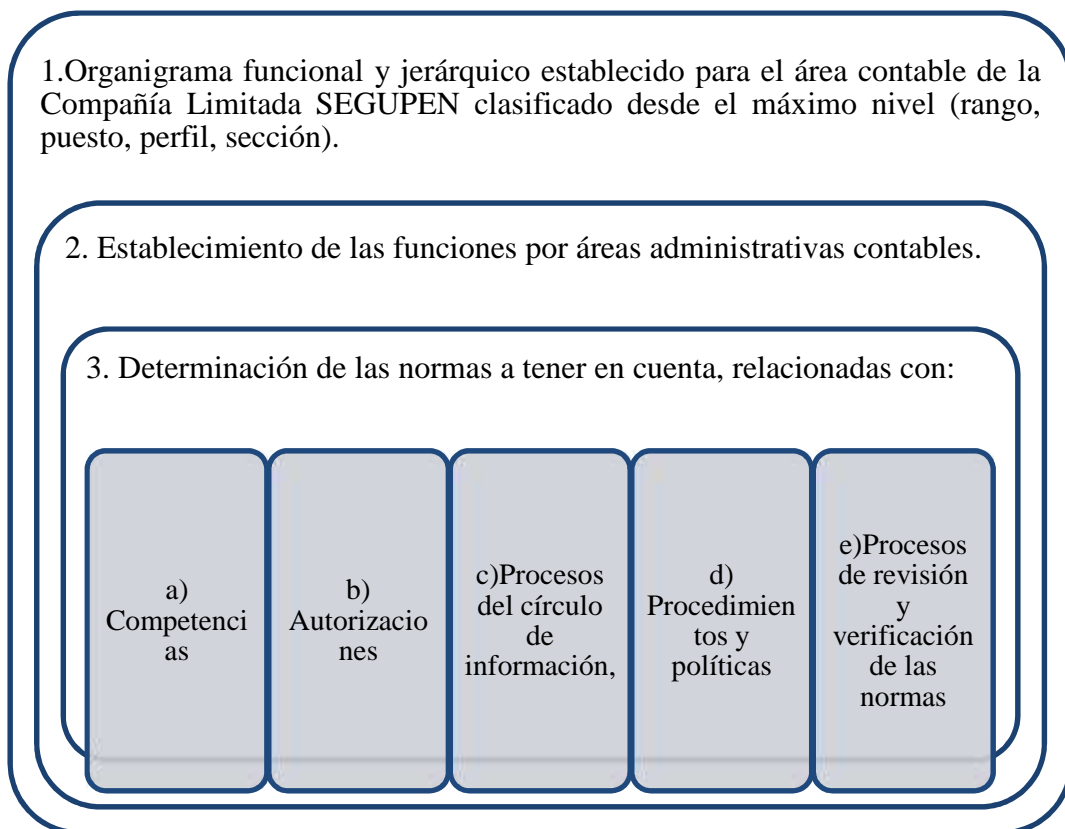 1.Organigrama funcional y jerárquico establecido para el área contable de la
Compañía Limitada SEGUPEN clasificado desde el máximo nivel (rango,
puesto, perfil, sección).
2. Establecimiento de las funciones por áreas administrativas contables.
3. Determinación de las normas a tener en cuenta, relacionadas con:
a)
Competenci
as
b)
Autorizacio
nes
c)Procesos
del círculo
de
información,
d)
Procedimien
tos y
políticas
e)Procesos
de revisión
y
verificación
de las
normas